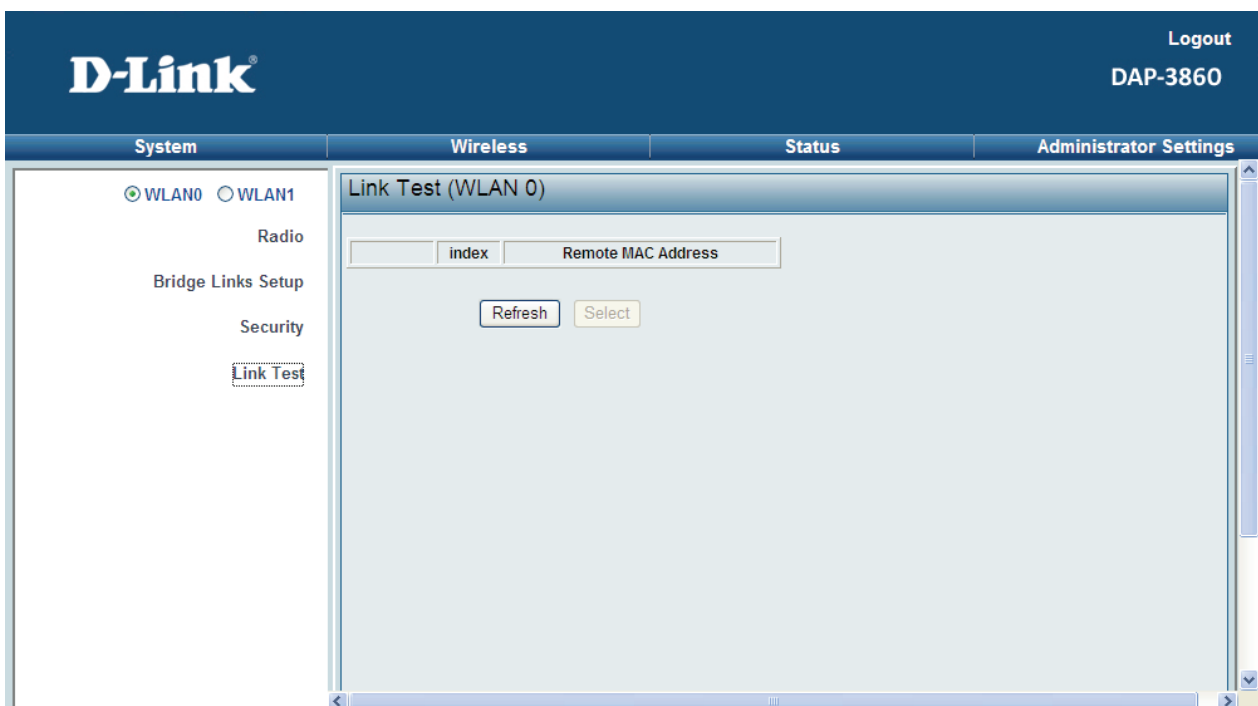 Logout
D-Link®
DAP-3860
System Wireless Status Administrator Settings
WLAN0 WLAN1
Link Test (WLAN 0)
Radio
index Remote MAC Address
Bridge Links Setup
Refresh Select
Security
Link Test